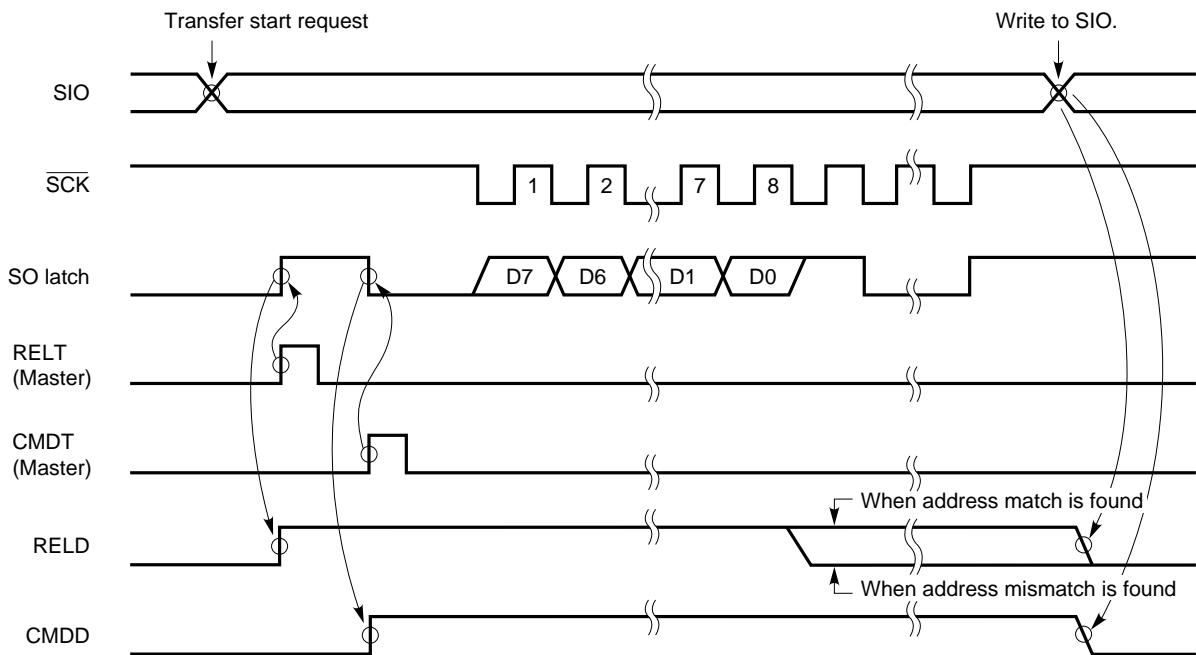 Transfer start request
Write to SIO.
SIO
SCK
1 2 7 8
SO latch
D7 D6 D1 D0
RELT
(Master)
CMDT
(Master)
When address match is found
RELD
When address mismatch is found
CMDD